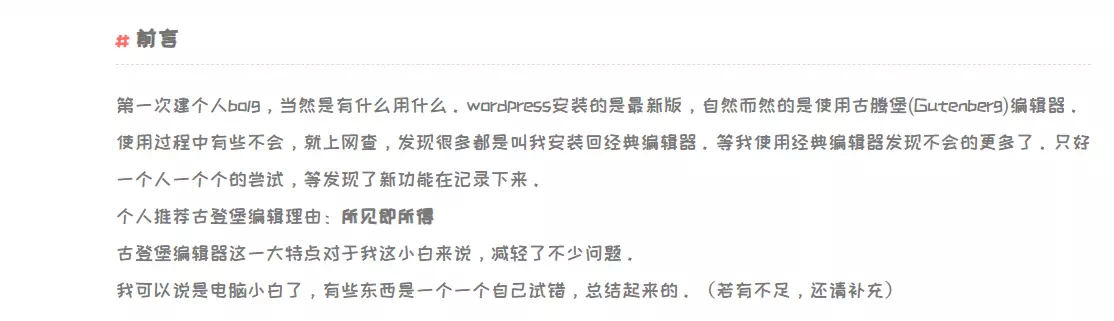 # 前言
第一次建个人bolg，当然是有什么用什么。wordpress安装的是最新版，自然而然的是使用古腾堡(Gutenberg)编辑器。
使用过程中有些不会，就上网查，发现很多都是叫我安装回经典编辑器。等我使用经典编辑器发现不会的更多了。只好
一个人一个个的尝试，等发现了新功能在记录下来。
个人推荐古登堡编辑理由：所见即所得
古登堡编辑器这一大特点对于我这小白来说，减轻了不少问题。
我可以说是电脑小白了，有些东西是一个一个自己试错，总结起来的。（若有不足，还请补充）